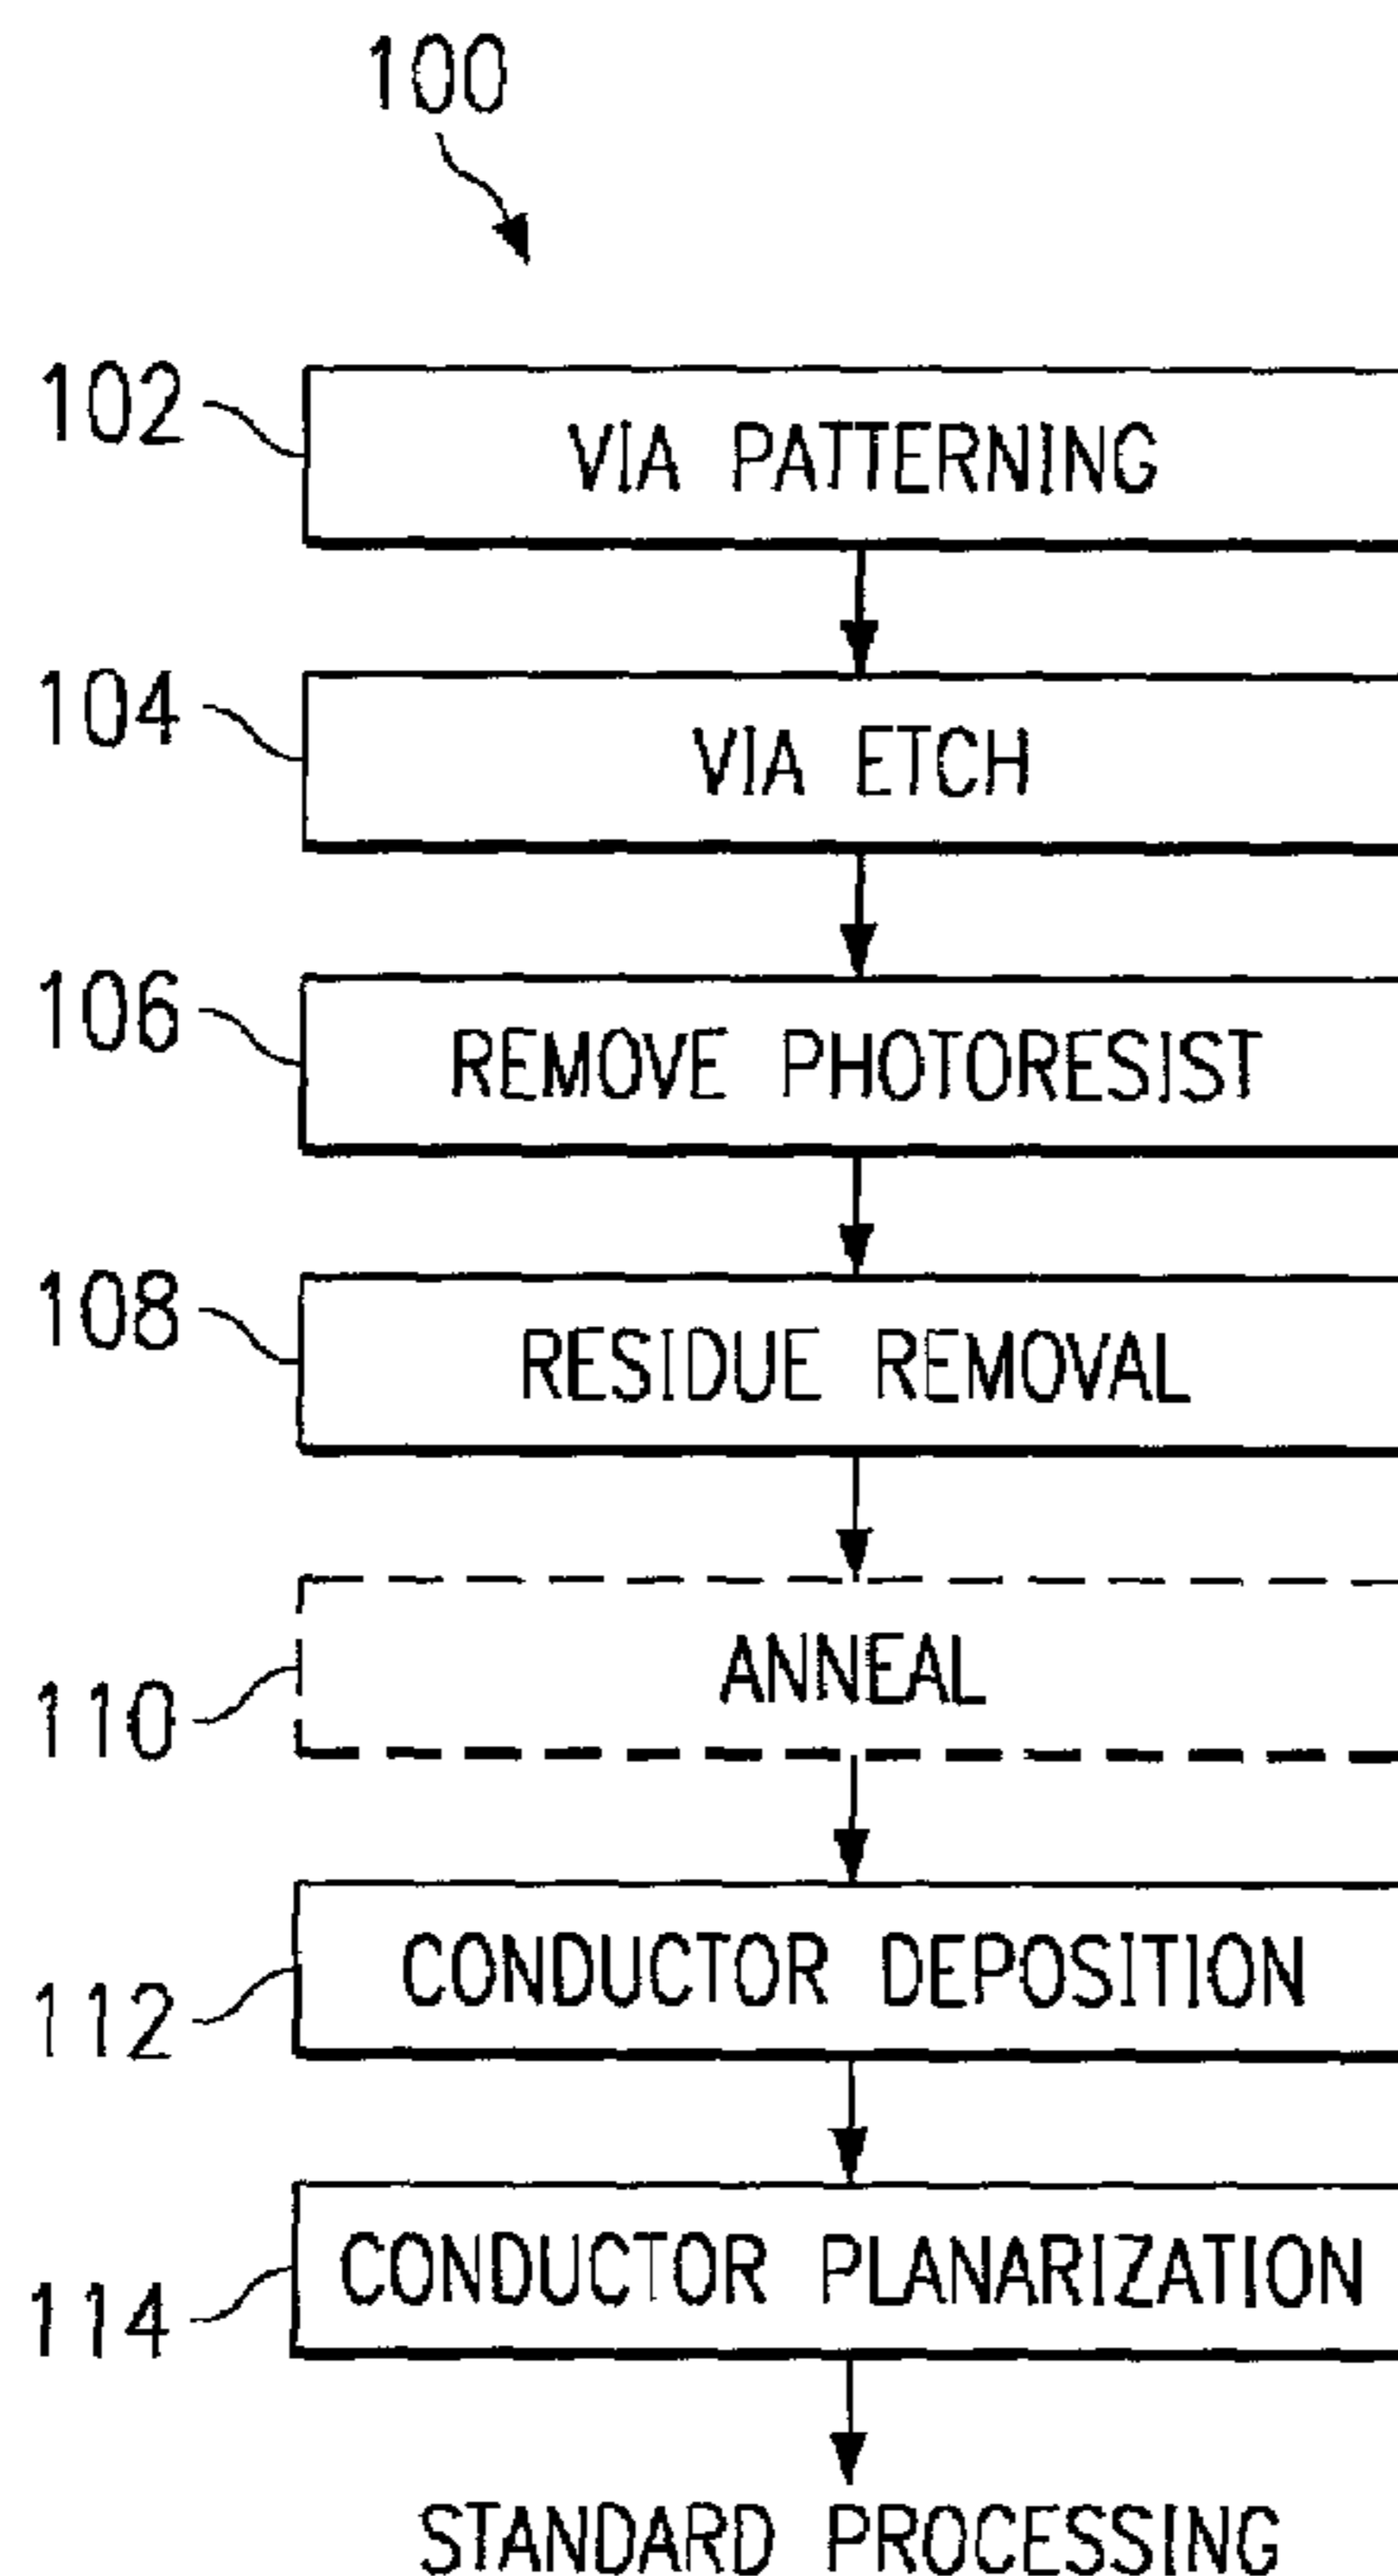 100
102
VIA PATTERNING
104
VIA ETCH
106
REMOVE PHOTORESIST
108
RESIDUE REMOVAL
110
ANNEAL
112
CONDUCTOR DEPOSITION
114
CONDUCTOR PLANARIZATION
STANDARD PROCESSING